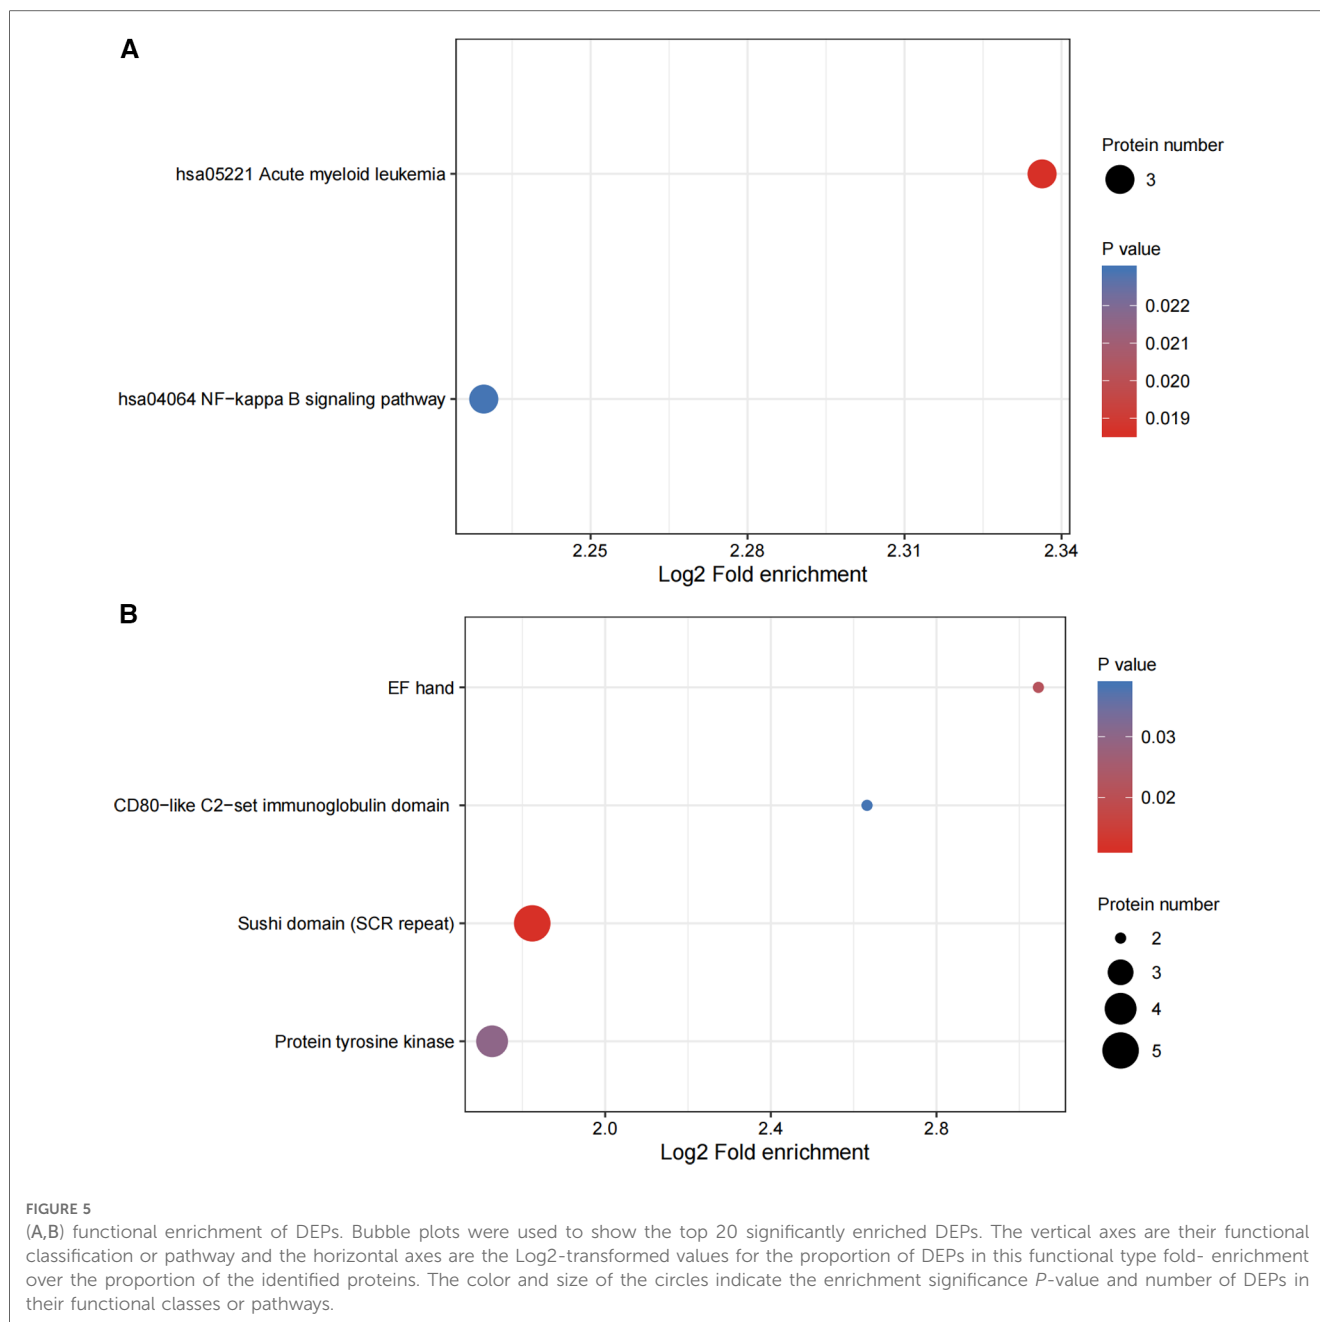 A
hsa05221 Acute myeloid leukemia
hsa04064 NF−kappa B signaling pathway
2.25 2.28 2.31 2.34
Log2 Fold enrichment
Protein number
3
P value
0.022
0.021
0.020
0.019
B
EF hand
CD80−like C2−set immunoglobulin domain
Sushi domain (SCR repeat)
Protein tyrosine kinase
2.0 2.4 2.8
Log2 Fold enrichment
P value
0.03
0.02
Protein number
2
3
4
5
FIGURE 5
(A,B) functional enrichment of DEPs. Bubble plots were used to show the top 20 significantly enriched DEPs. The vertical axes are their functional
classification or pathway and the horizontal axes are the Log2-transformed values for the proportion of DEPs in this functional type fold- enrichment
over the proportion of the identified proteins. The color and size of the circles indicate the enrichment significance P-value and number of DEPs in
their functional classes or pathways.